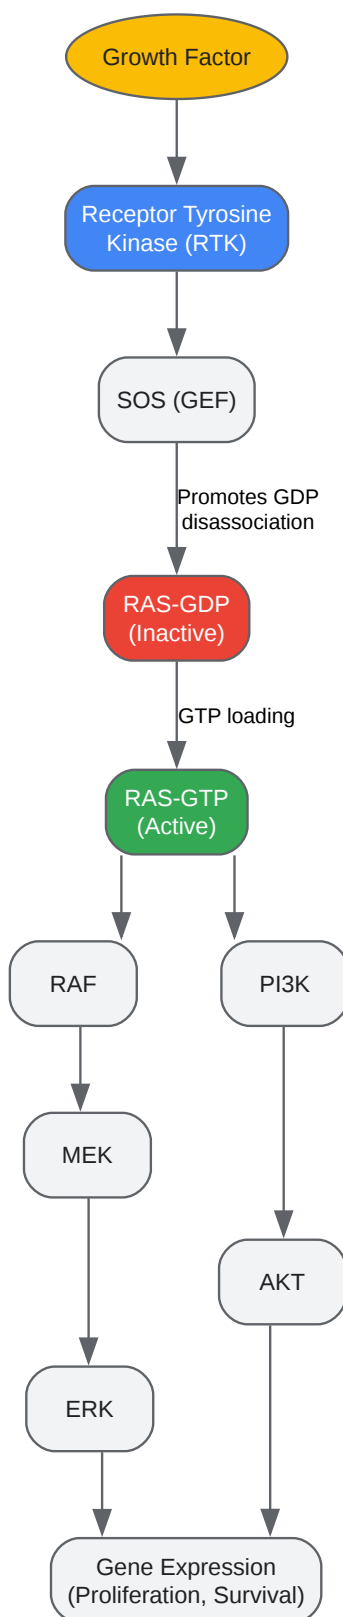 Growth Factor
Receptor Tyrosine
Kinase (RTK)
SOS (GEF)
Promotes GDP
disassociation
RAS-GDP
(Inactive)
GTP loading
RAS-GTP
(Active)
RAF
PI3K
MEK
AKT
ERK
Gene Expression
(Proliferation, Survival)